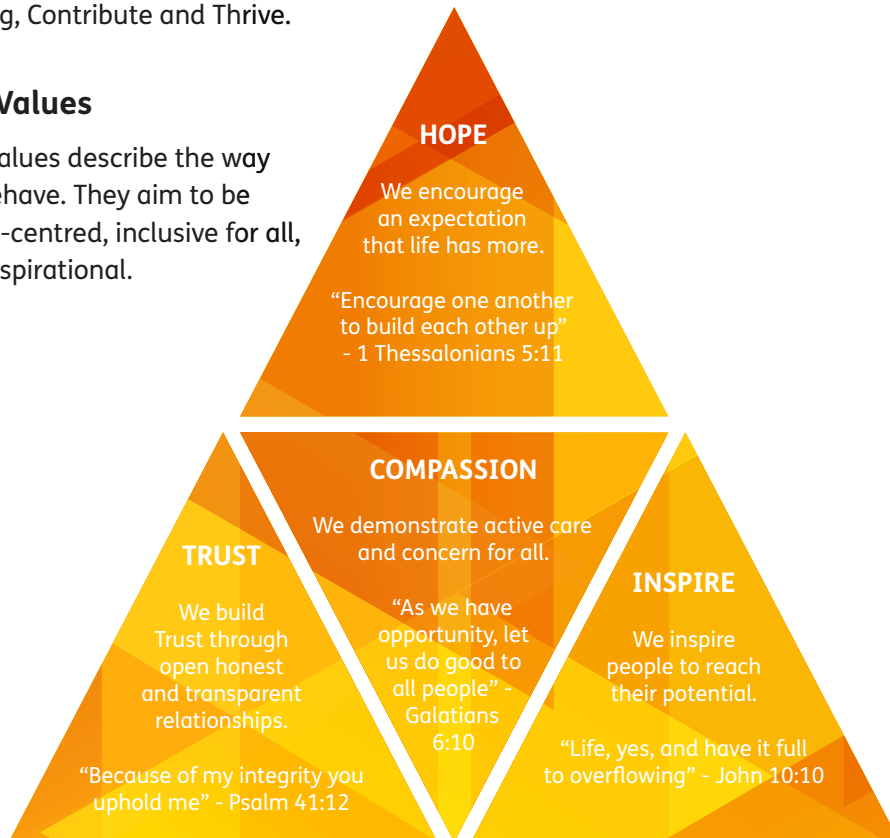 g, Contribute and Thrive.
Values
alues describe the way
ehave. They aim to be
-centred, inclusive for all,
spirational.
HOPE
We encourage
an expectation
that life has more.
“Encourage one another
to build each other up”
- 1 Thessalonians 5:11
COMPASSION
We demonstrate active care
and concern for all.
“As we have
opportunity, let
us do good to
all people” -
Galatians
6:10
TRUST
We build
Trust through
open honest
and transparent
relationships.
“Because of my integrity you
uphold me” - Psalm 41:12
INSPIRE
We inspire
people to reach
their potential.
“Life, yes, and have it full
to overflowing” - John 10:10